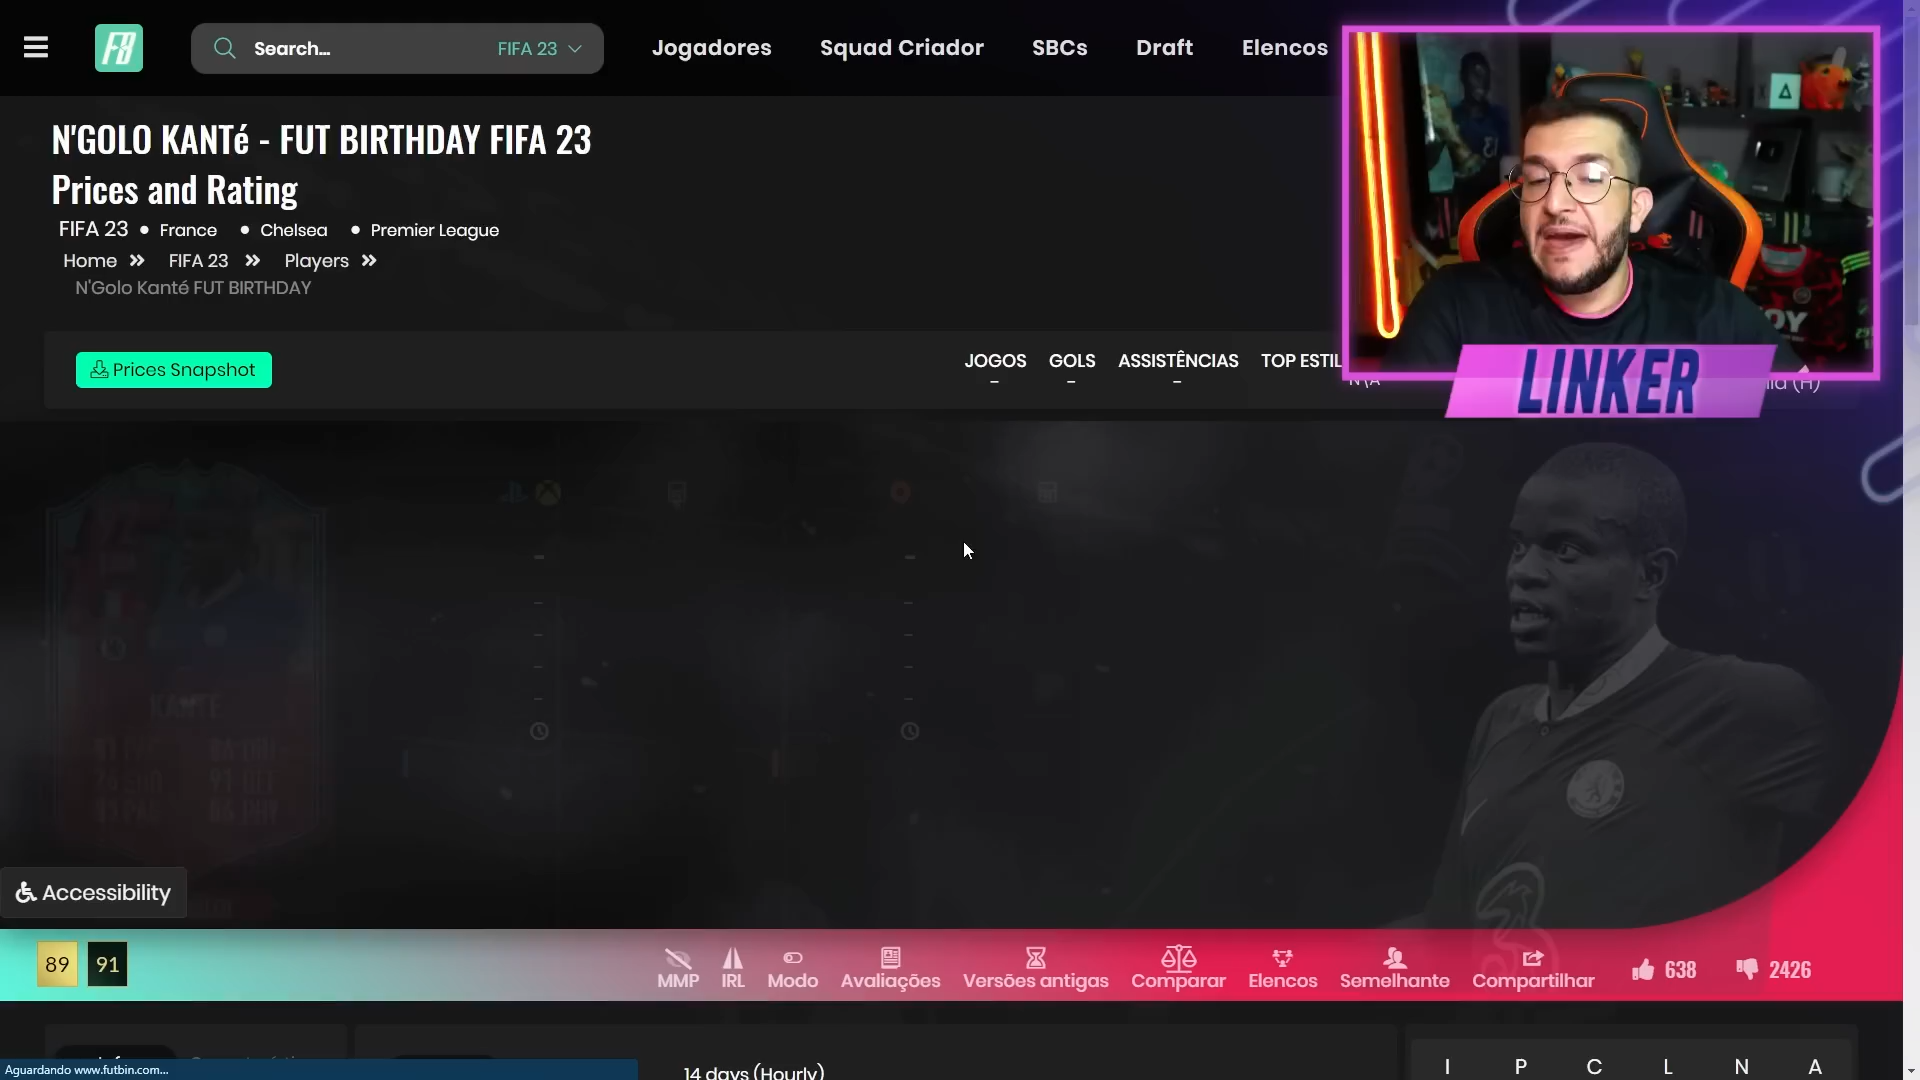 Search...
FIFA 23
Jogadores
Squad Criador
SBCs
Draft
Elencos
N'GOLO KANTé - FUT BIRTHDAY FIFA 23
Prices and Rating
FIFA 23 • France • Chelsea • Premier League
Home » FIFA 23 » Players »
N'Golo Kanté FUT BIRTHDAY
Prices Snapshot
JOGOS GOLS ASSISTÊNCIAS TOP ESTIL
- - -
LINKER
KANTÉ
Accessibility
89 91
MMP IRL Modo Avaliações Versões antigas Comparar Elencos Semelhante Compartilhar 638 2426
14 days (Hourly)
I P C L N A
Aguardando www.futbin.com...